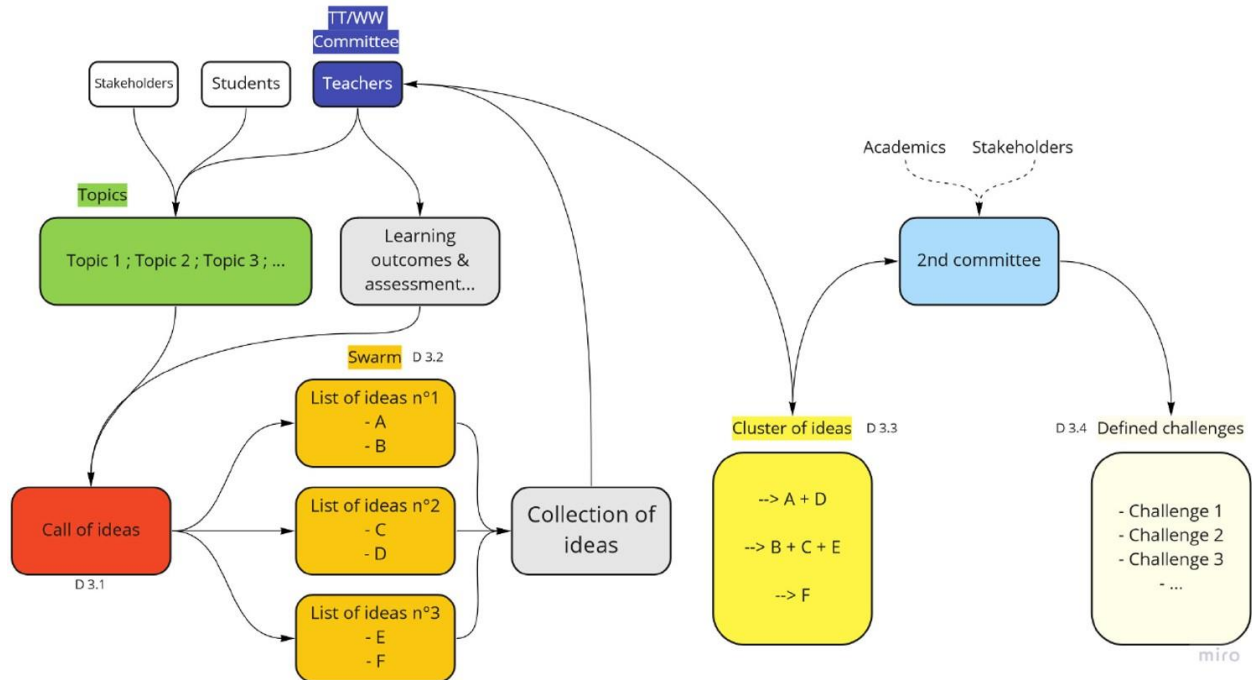 TT/WW
Committee
Stakeholders
Students
Teachers
Academics
Stakeholders
Topics
Topic 1 ; Topic 2 ; Topic 3 ; ...
Learning
outcomes &
assessment...
2nd committee
Swarm
D 3.2
List of ideas n°1
- A
- B
Call of ideas
D 3.1
List of ideas n°2
- C
- D
List of ideas n°3
- E
- F
Collection of
ideas
Cluster of ideas
D 3.3
--> A + D
--> B + C + E
--> F
D 3.4
Defined challenges
- Challenge 1
- Challenge 2
- Challenge 3
- ...
miro